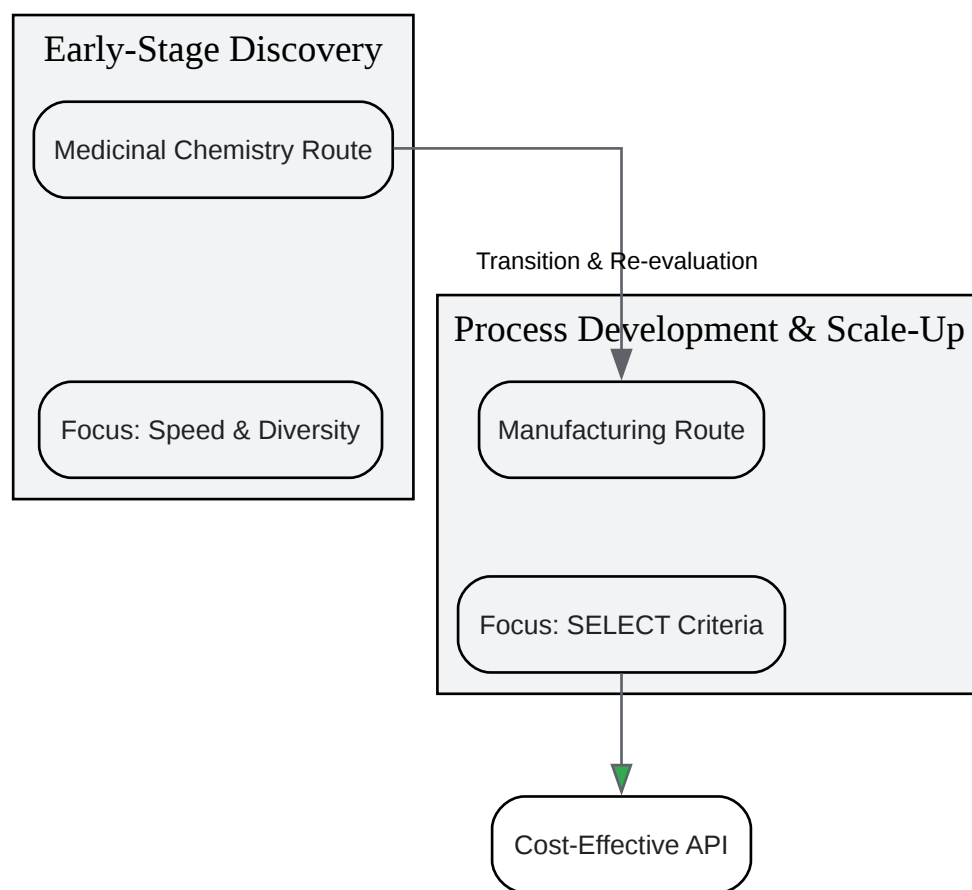 Early-Stage Discovery
Medicinal Chemistry Route
Focus: Speed & Diversity
Transition & Re-evaluation
Process Development & Scale-Up
Manufacturing Route
Focus: SELECT Criteria
Cost-Effective API